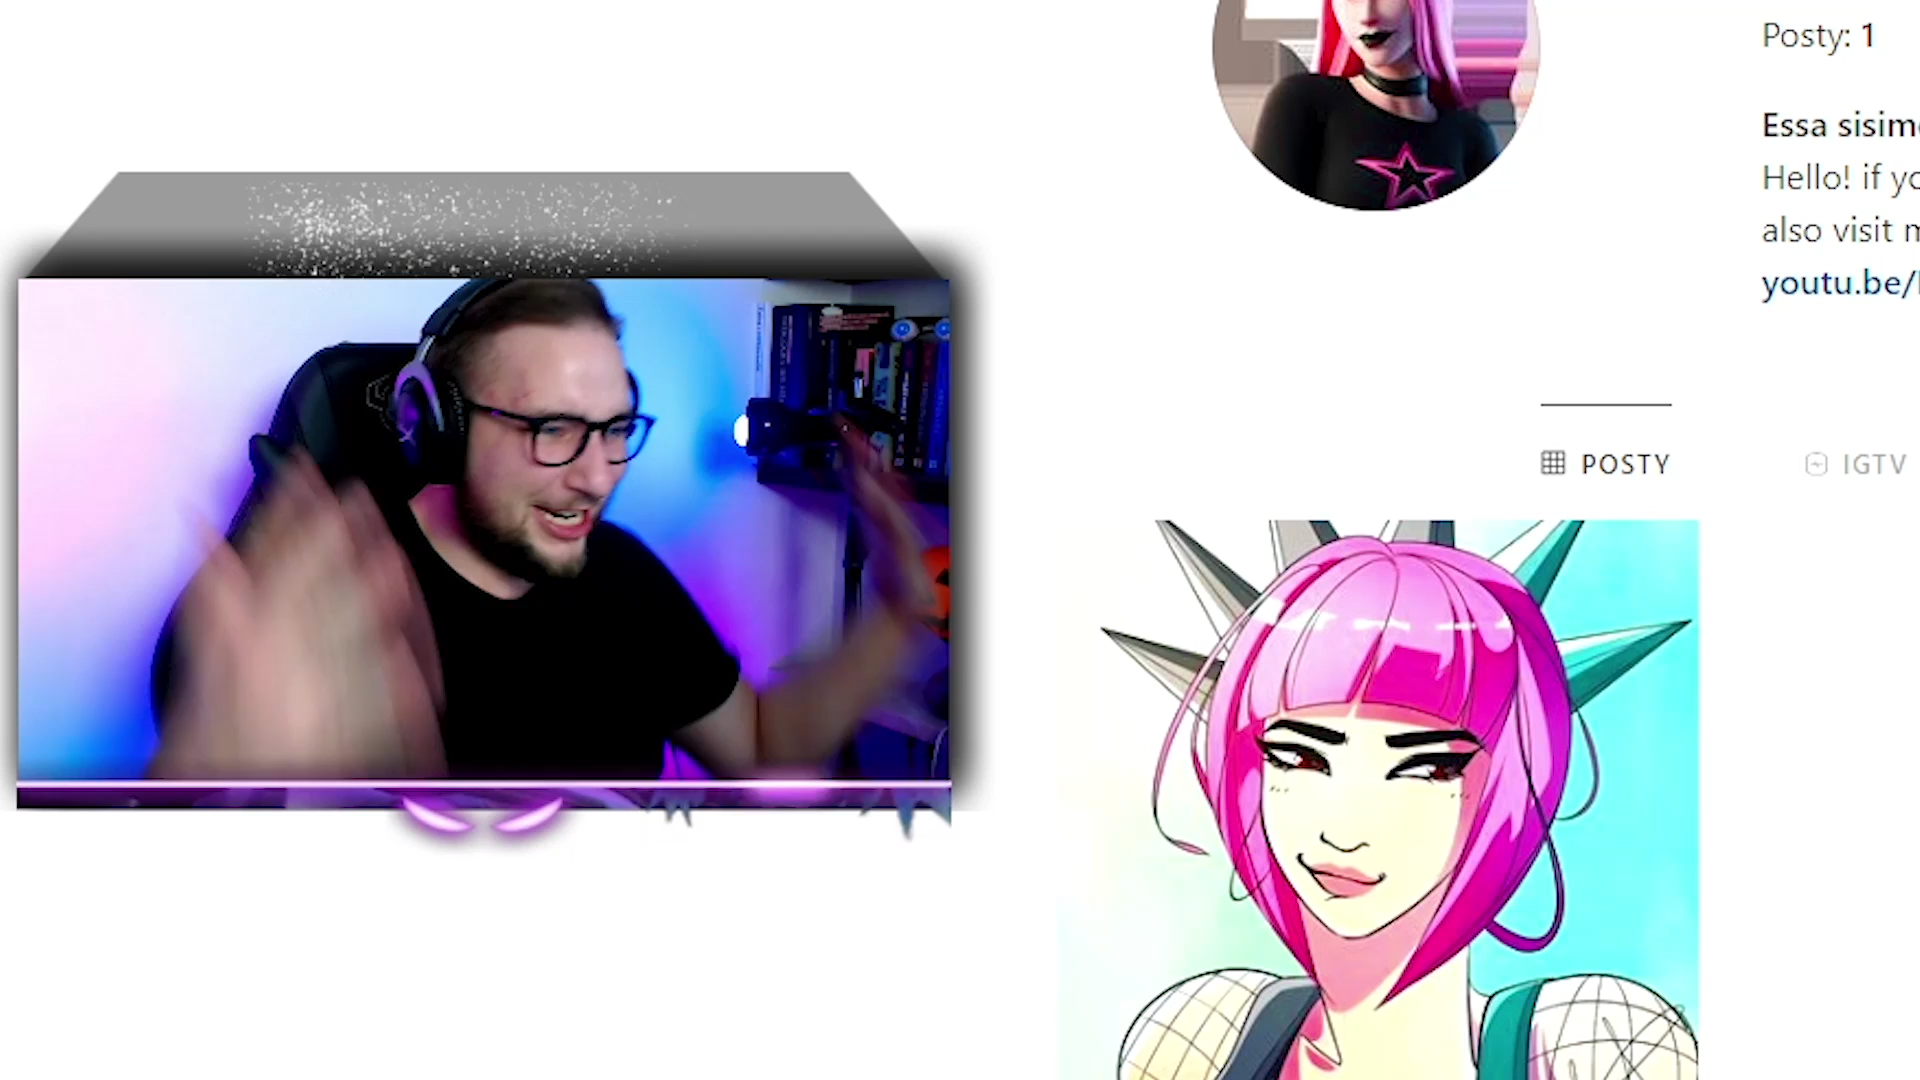 Posty: 1
Essa sisim
Hello! if yo
also visit m
youtu.be/
POSTY
IGTV